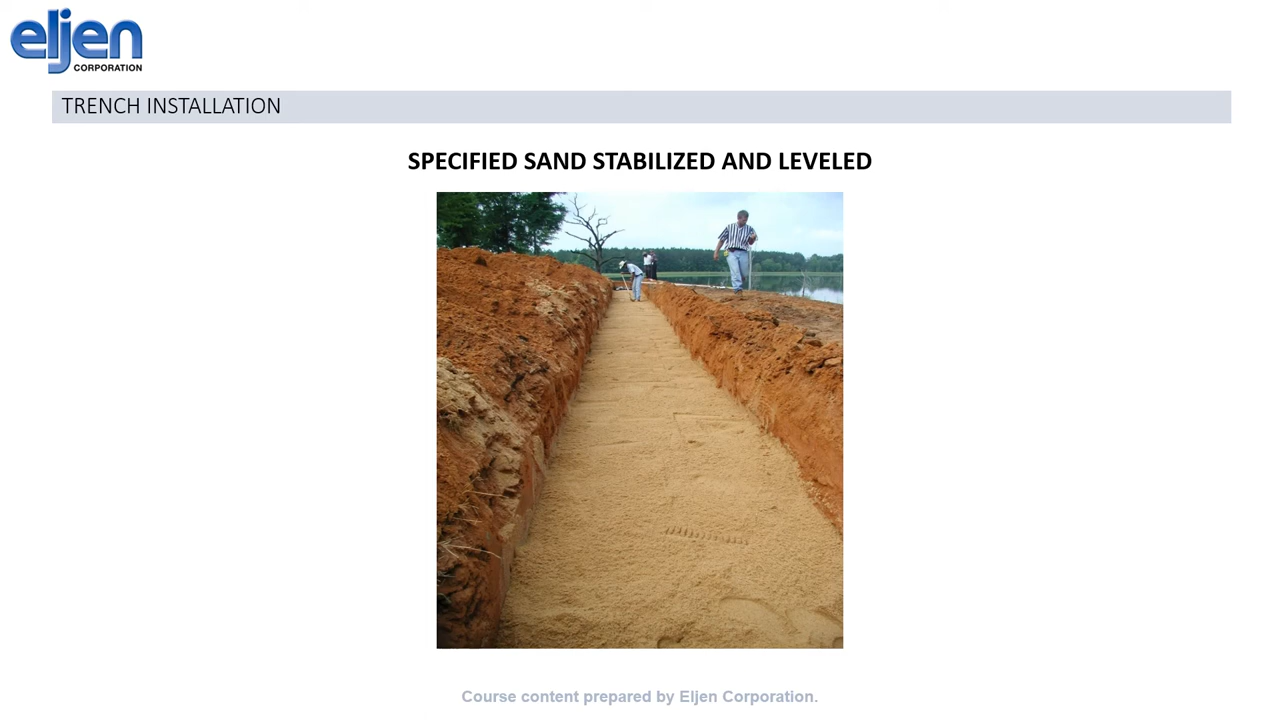 eljen
CORPORATION
TRENCH INSTALLATION
SPECIFIED SAND STABILIZED AND LEVELED
Course content prepared by Eljen Corporation.